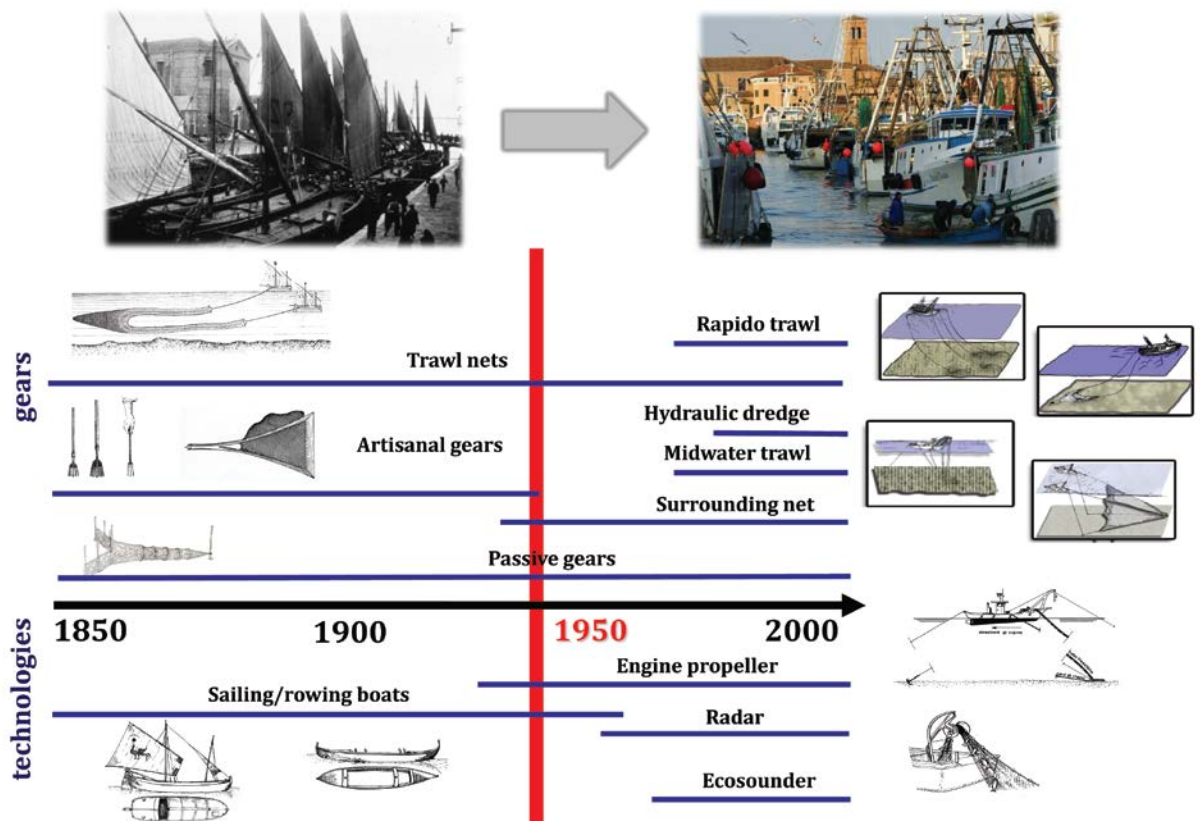 gears
Trawl nets
Rapido trawl
Artisanal gears
Hydraulic dredge
Midwater trawl
Surrounding net
Passive gears
1850
1900
1950
2000
technologies
Engine propeller
Sailing/rowing boats
Radar
Ecosounder